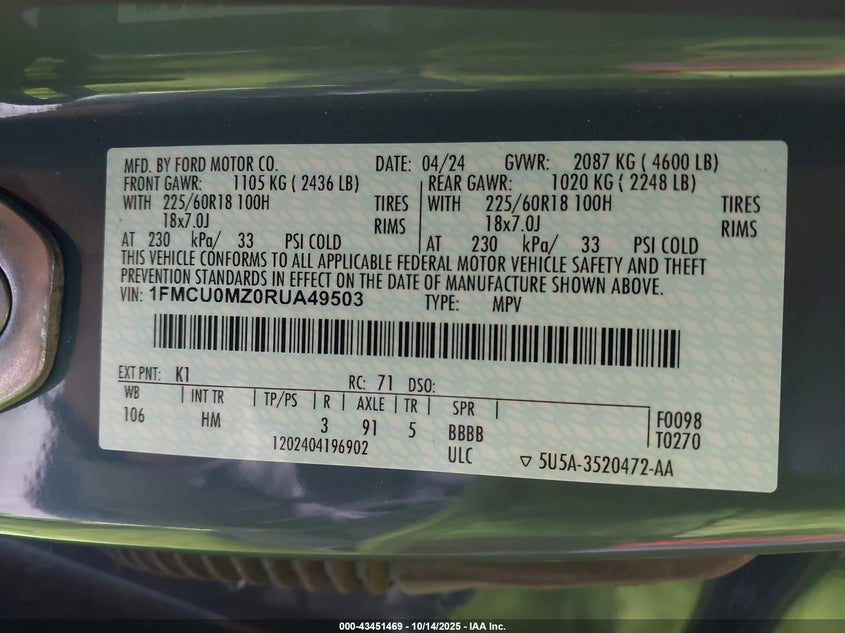 MFD. BY FORD MOTOR CO. DATE: 04/24 GVWR: 2087 KG ( 4600 LB)
FRONT GAWR: 1105 KG ( 2436 LB) REAR GAWR: 1020 KG ( 2248 LB)
WITH 225/60R18 100H TIRES WITH 225/60R18 100H TIRES
18x7.0J RIMS 18x7.0J RIMS
AT 230 kPa/ 33 PSI COLD AT 230 kPa/ 33 PSI COLD
THIS VEHICLE CONFORMS TO ALL APPLICABLE FEDERAL MOTOR VEHICLE SAFETY AND THEFT
PREVENTION STANDARDS IN EFFECT ON THE DATE OF MANUFACTURE SHOWN ABOVE.
VIN: 1FMCU0MZ0RUA49503 TYPE: MPV
EXT PNT: K1 RC: 71 DSO:
WB INT TR TP/PS R AXLE TR SPR F0098
106 HM 3 91 5 BBBB T0270
1202404196902 ULC ▽ 5U5A-3520472-AA
000-43451469 | 10/14/2025 - IAA Inc.